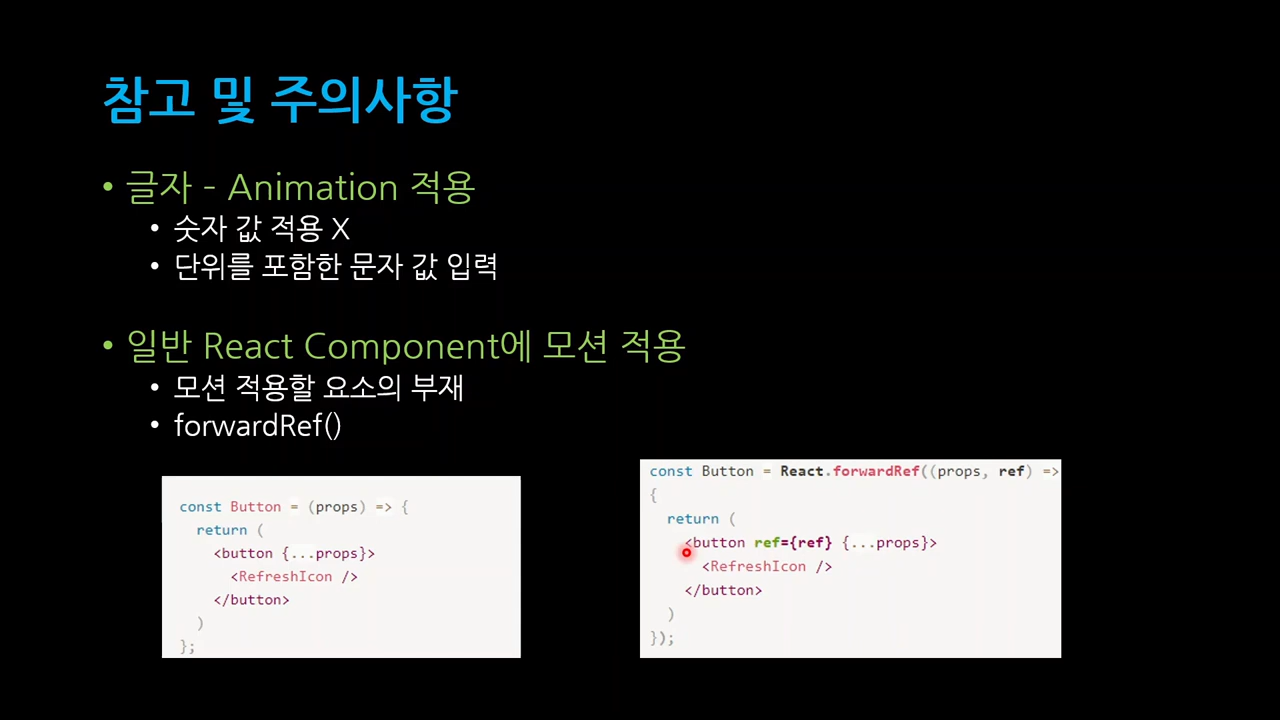 참고 및 주의사항
• 글자 - Animation 적용
• 숫자 값 적용 X
• 단위를 포함한 문자 값 입력
• 일반 React Component에 모션 적용
• 모션 적용할 요소의 부재
• forwardRef()
const Button = (props) => {
return (
<button {...props}>
<RefreshIcon />
</button>
)
};
const Button = React.forwardRef((props, ref) =>
{
return (
<button ref={ref} {...props}>
<RefreshIcon />
</button>
)
});